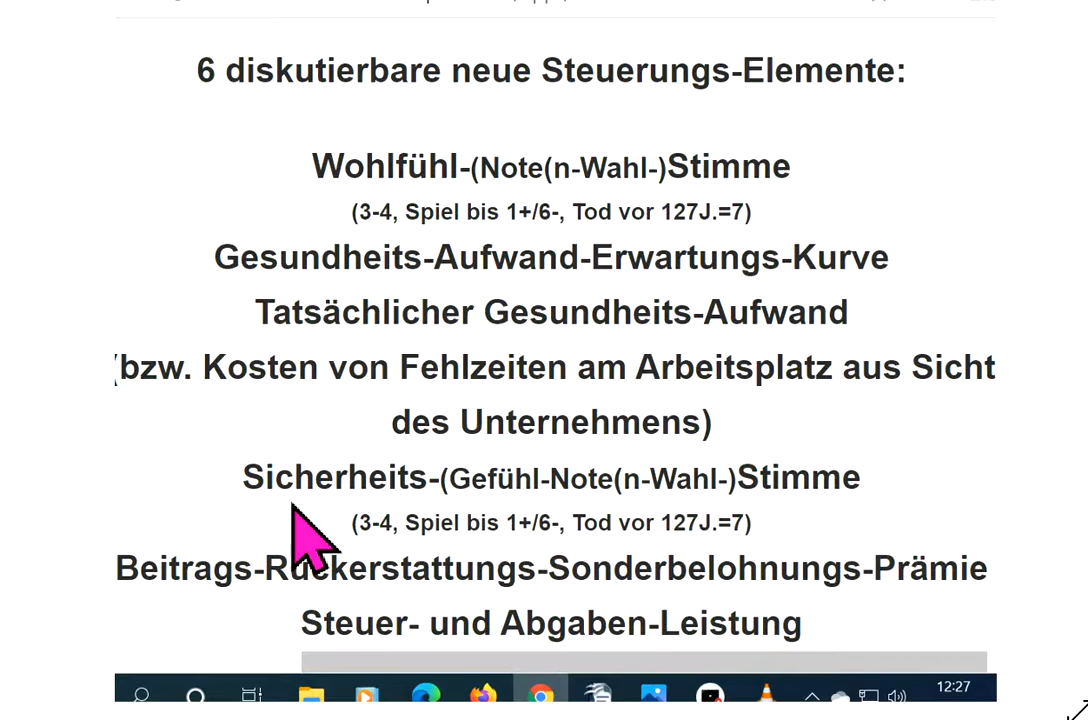 6 diskutierbare neue Steuerungs-Elemente:
Wohlfühl-(Note(n-Wahl-)Stimme
(3-4, Spiel bis 1+/6-, Tod vor 127J.=7)
Gesundheits-Aufwand-Erwartungs-Kurve
Tatsächlicher Gesundheits-Aufwand
(bzw. Kosten von Fehlzeiten am Arbeitsplatz aus Sicht
des Unternehmens)
Sicherheits-(Gefühl-Note(n-Wahl-)Stimme
(3-4, Spiel bis 1+/6-, Tod vor 127J.=7)
Beitrags-Rückerstattungs-Sonderbelohnungs-Prämie
Steuer- und Abgaben-Leistung
12:27